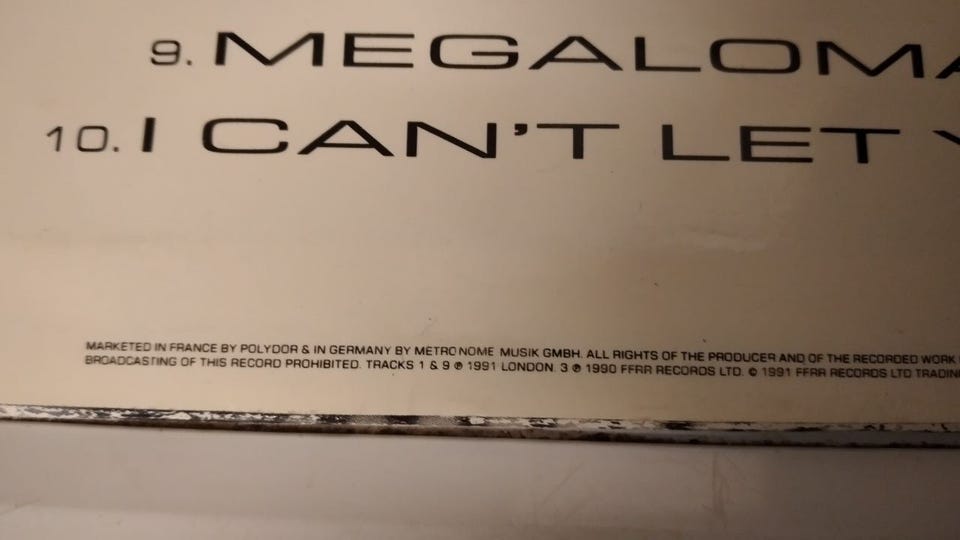 9. MEGALOMA
10. I CAN'T LET
MARKETED IN FRANCE BY POLYDOR & IN GERMANY BY METRONOME MUSIK GMBH. ALL RIGHTS OF THE PRODUCER AND OF THE RECORDED WORK
BROADCASTING OF THIS RECORD PROHIBITED. TRACKS 1 & 9 ℗ 1991 LONDON. 3 ℗ 1990 FFRR RECORDS LTD. © 1991 FFRR RECORDS LTD TRADIN